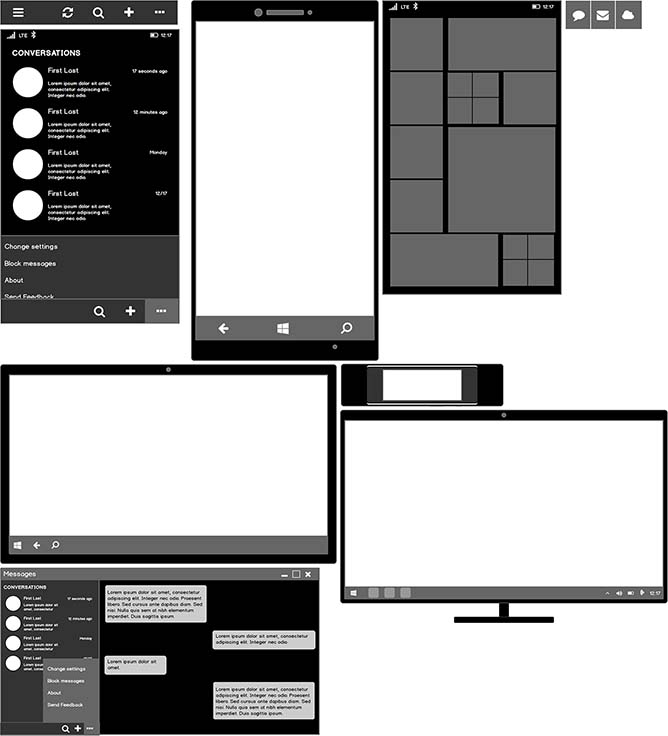 LTE 12:17
CONVERSATIONS
First Last 17 seconds ago
Lorem ipsum dolor sit amet,
consectetur adipiscing elit.
Integer nec odio.
First Last 12 minutes ago
Lorem ipsum dolor sit amet,
consectetur adipiscing elit.
Integer nec odio.
First Last Monday
Lorem ipsum dolor sit amet,
consectetur adipiscing elit.
Integer nec odio.
First Last 12/17
Lorem ipsum dolor sit amet,
consectetur adipiscing elit.
Integer nec odio.
Change settings
Block messages
About
Send Feedback
LTE 12:17
12:17
Messages
CONVERSATIONS
First Last 17 seconds ago
Lorem ipsum dolor sit
amet, consectetur
First Last 12 minutes ago
Lorem ipsum dolor sit
amet, consectetur
First Last Monday
Lorem ipsum dolor sit
amet, consectetur
First Last
Lorem ipsum dolor sit
Change settings
Block messages
About
Send Feedback
Lorem ipsum dolor sit amet, consectetur
adipiscing elit. Integer nec odio. Praesent
libero. Sed cursus ante dapibus diam. Sed
nisi. Nulla quis sem at nibh elementum
imperdiet. Duis sagittis ipsum.
Lorem ipsum dolor sit amet, consectetur
adipiscing elit. Integer nec odio.
Lorem ipsum dolor sit
amet.
Lorem ipsum dolor sit amet, consectetur
adipiscing elit. Integer nec odio. Praesent
libero. Sed cursus ante dapibus diam. Sed
nisi. Nulla quis sem at nibh elementum
imperdiet. Duis sagittis ipsum.